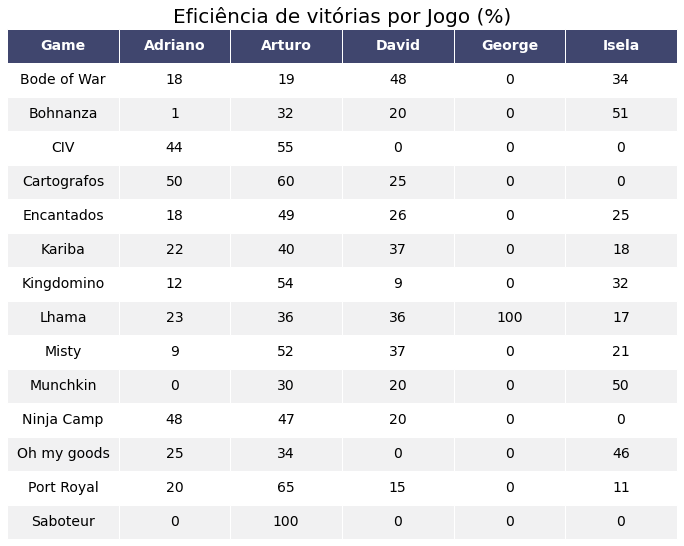 Eficiência de vitórias por Jogo (%)
Game Adriano Arturo David George Isela
Bode of War 18 19 48 0 34
Bohnanza 1 32 20 0 51
CIV 44 55 0 0 0
Cartografos 50 60 25 0 0
Encantados 18 49 26 0 25
Kariba 22 40 37 0 18
Kingdomino 12 54 9 0 32
Lhama 23 36 36 100 17
Misty 9 52 37 0 21
Munchkin 0 30 20 0 50
Ninja Camp 48 47 20 0 0
Oh my goods 25 34 0 0 46
Port Royal 20 65 15 0 11
Saboteur 0 100 0 0 0